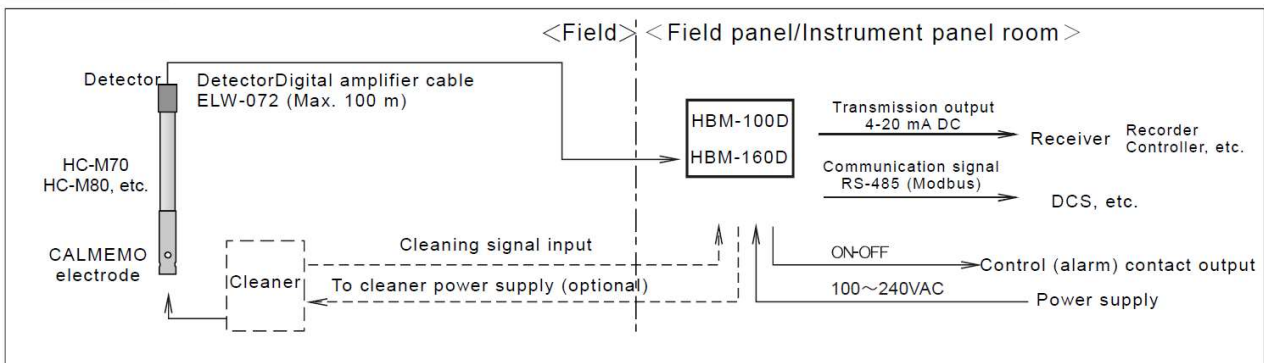 <Field> <Field panel/Instrument panel room>
Detector
DetectorDigital amplifier cable
ELW-072 (Max. 100 m)
HC-M70
HC-M80, etc.
CALMEMO
electrode
Cleaner
Cleaning signal input
To cleaner power supply (optional)
HBM-100D
HBM-160D
Transmission output
4-20 mA DC
Receiver
Recorder
Controller, etc.
Communication signal
RS-485 (Modbus)
DCS, etc.
ON-OFF
Control (alarm) contact output
100~240VAC
Power supply